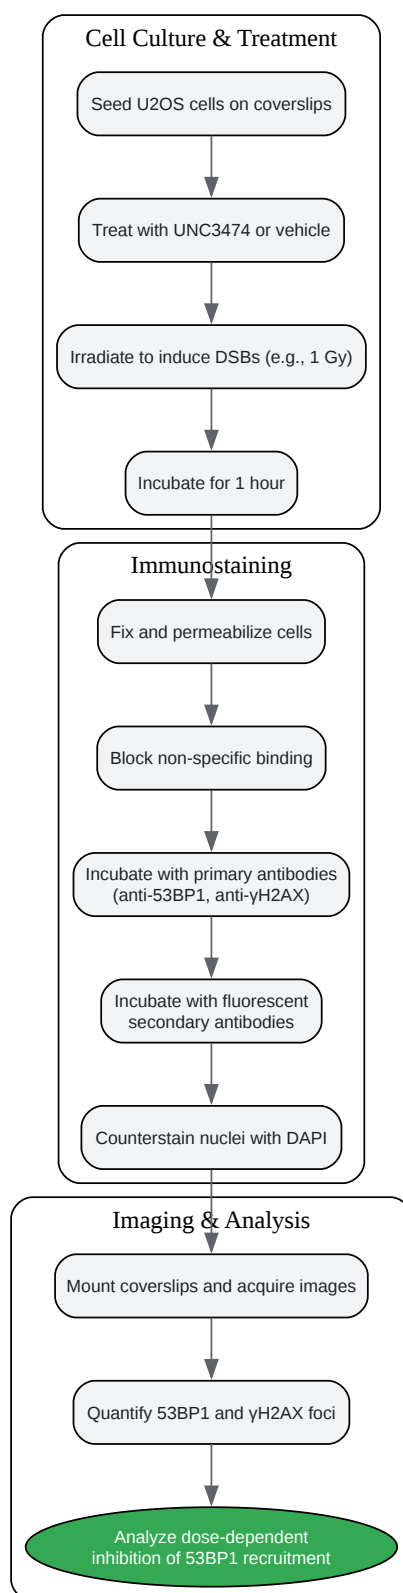 Cell Culture & Treatment
Seed U2OS cells on coverslips
Treat with UNC3474 or vehicle
Irradiate to induce DSBs (e.g., 1 Gy)
Incubate for 1 hour
Immunostaining
Fix and permeabilize cells
Block non-specific binding
Incubate with primary antibodies
(anti-53BP1, anti-γH2AX)
Incubate with fluorescent
secondary antibodies
Counterstain nuclei with DAPI
Imaging & Analysis
Mount coverslips and acquire images
Quantify 53BP1 and γH2AX foci
Analyze dose-dependent
inhibition of 53BP1 recruitment